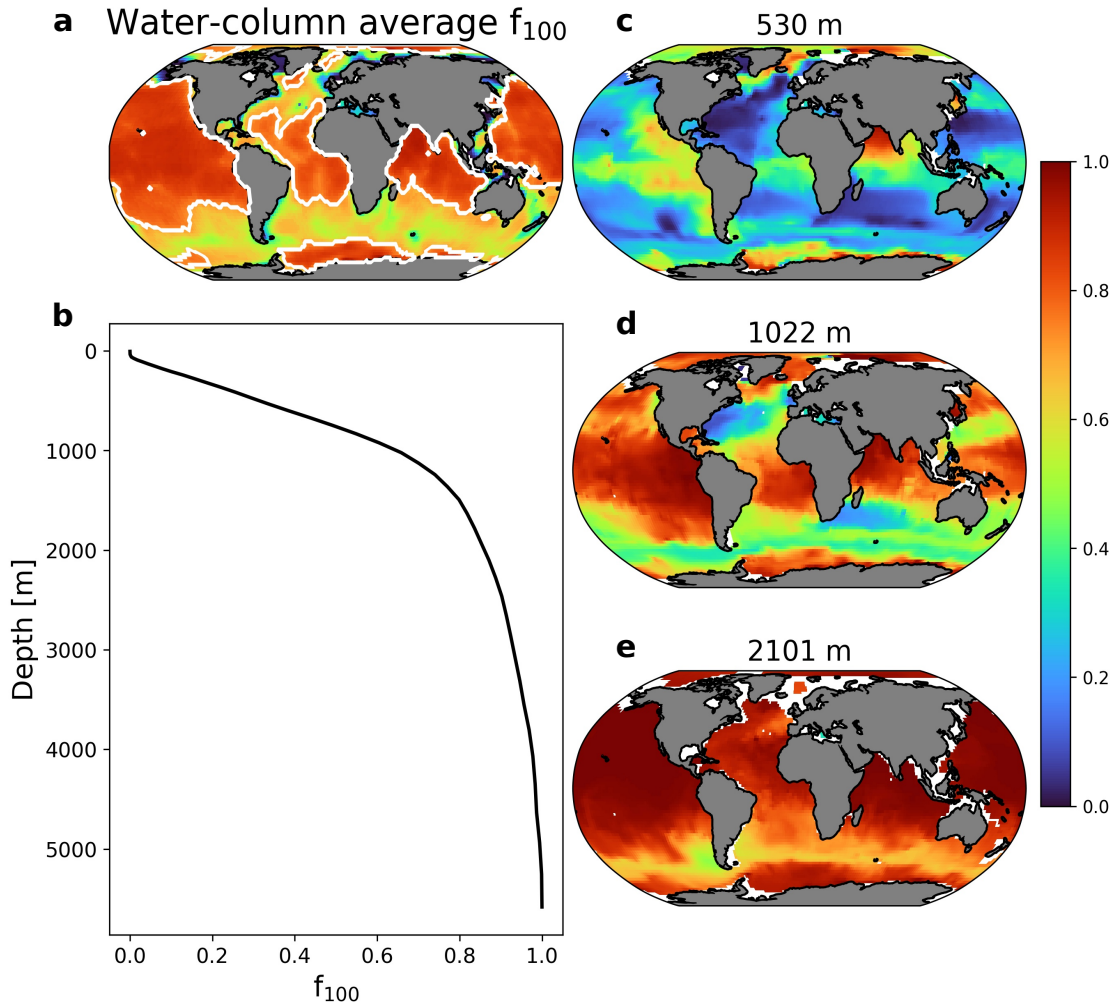 a Water-column average f₁₀₀
c 530 m
b
0
1000
2000
3000
4000
5000
Depth [m]
0.0 0.2 0.4 0.6 0.8 1.0
f₁₀₀
d 1022 m
e 2101 m
1.0
0.8
0.6
0.4
0.2
0.0